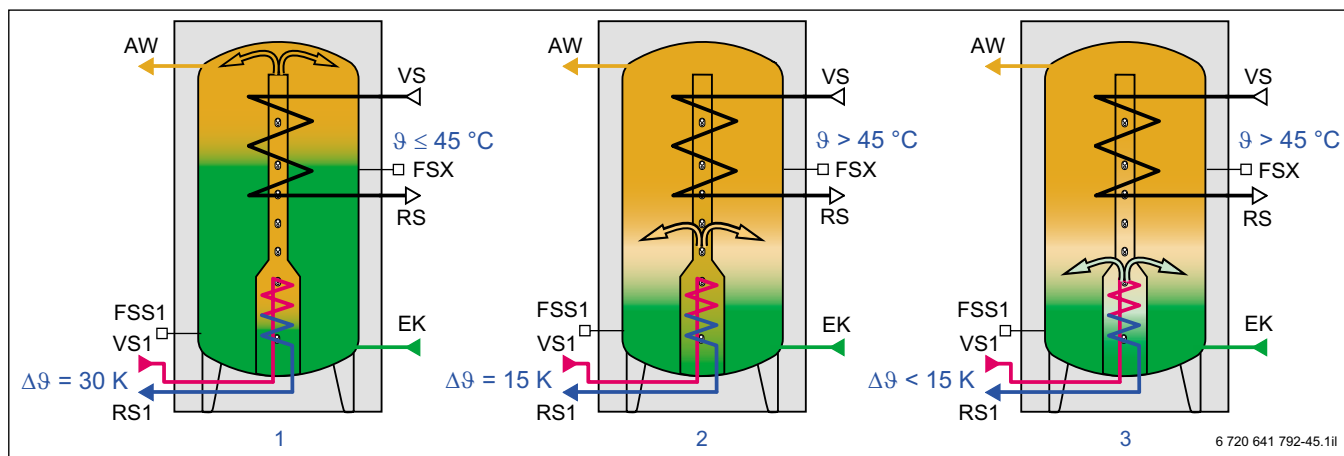 AW
VS
ϑ ≤ 45 °C
FSX
RS
FSS1
VS1
EK
Δϑ = 30 K
RS1
1
AW
VS
ϑ > 45 °C
FSX
RS
FSS1
VS1
EK
Δϑ = 15 K
RS1
2
AW
VS
ϑ > 45 °C
FSX
RS
FSS1
VS1
EK
Δϑ < 15 K
RS1
3
6 720 641 792-45.1il